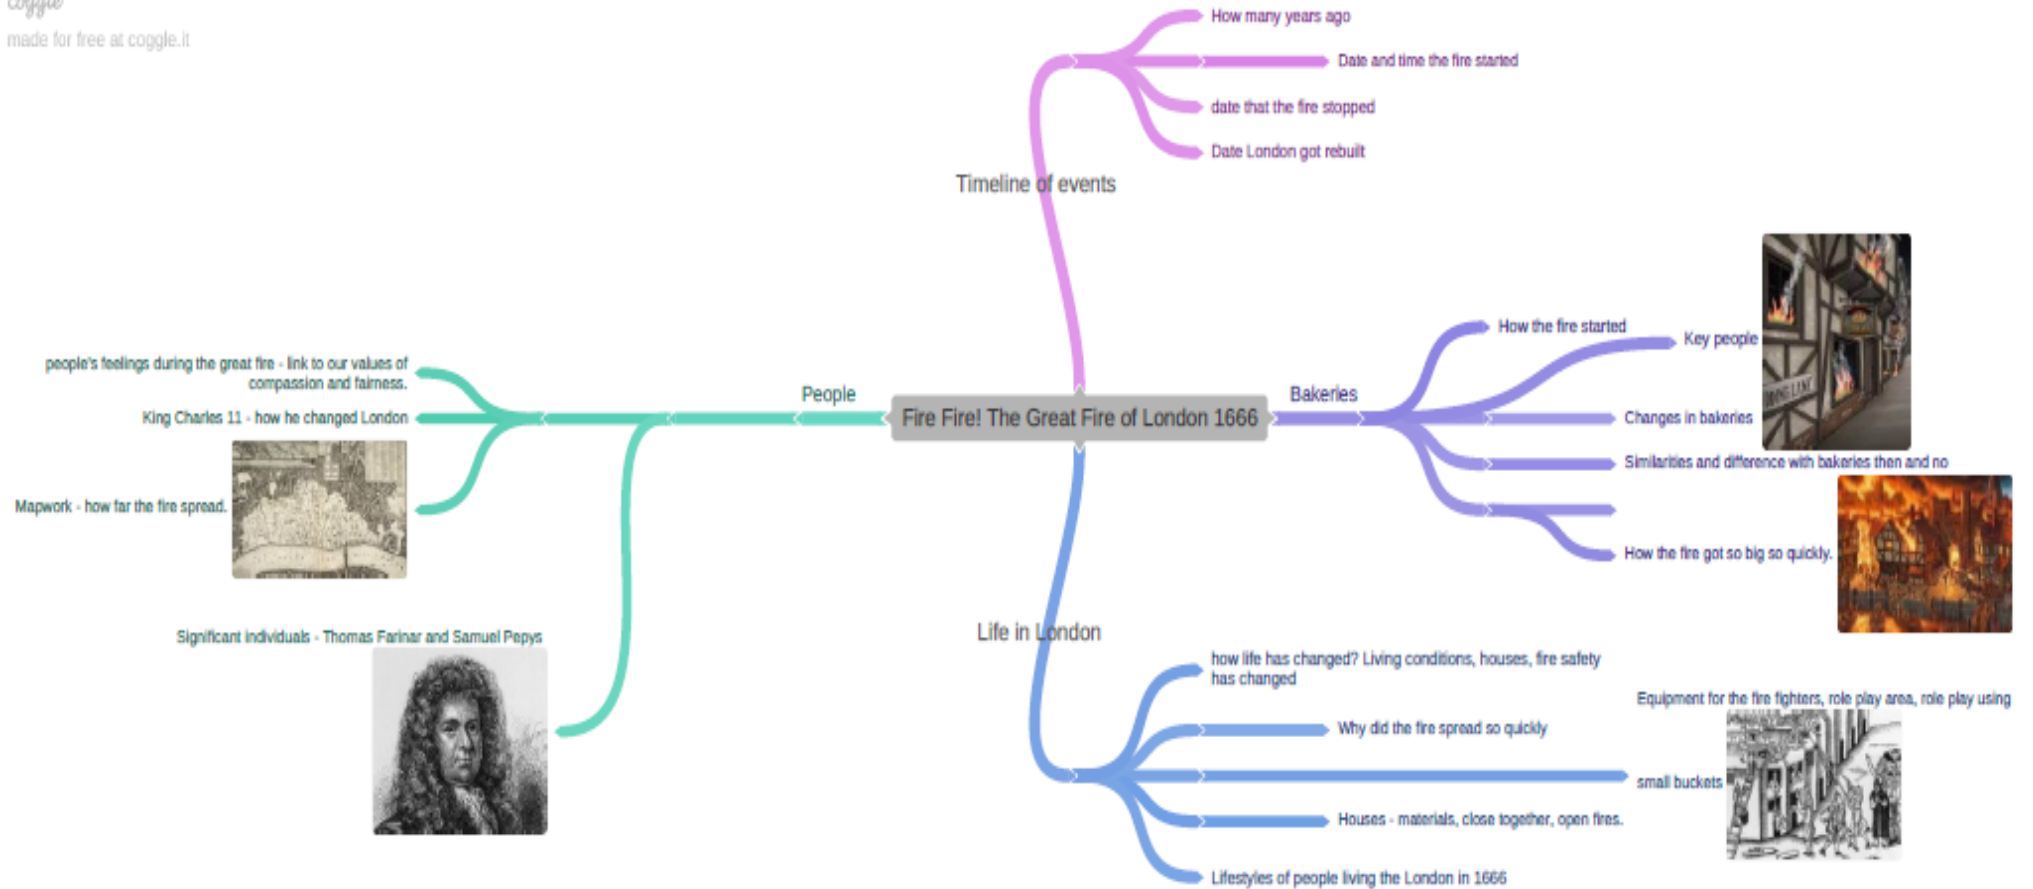 coggle
made for free at coggle.it
How many years ago
Date and time the fire started
date that the fire stopped
Date London got rebuilt
Timeline of events
How the fire started
Key people
Bakeries
Changes in bakeries
Similarities and difference with bakeries then and no
How the fire got so big so quickly.
people's feelings during the great fire - link to our values of
compassion and fairness.
People
King Charles 11 - how he changed London
Fire Fire! The Great Fire of London 1666
Mapwork - how far the fire spread.
Significant individuals - Thomas Farinar and Samuel Pepys
Life in London
how life has changed? Living conditions, houses, fire safety
has changed
Equipment for the fire fighters, role play area, role play using
small buckets
Why did the fire spread so quickly
Houses - materials, close together, open fires.
Lifestyles of people living the London in 1666